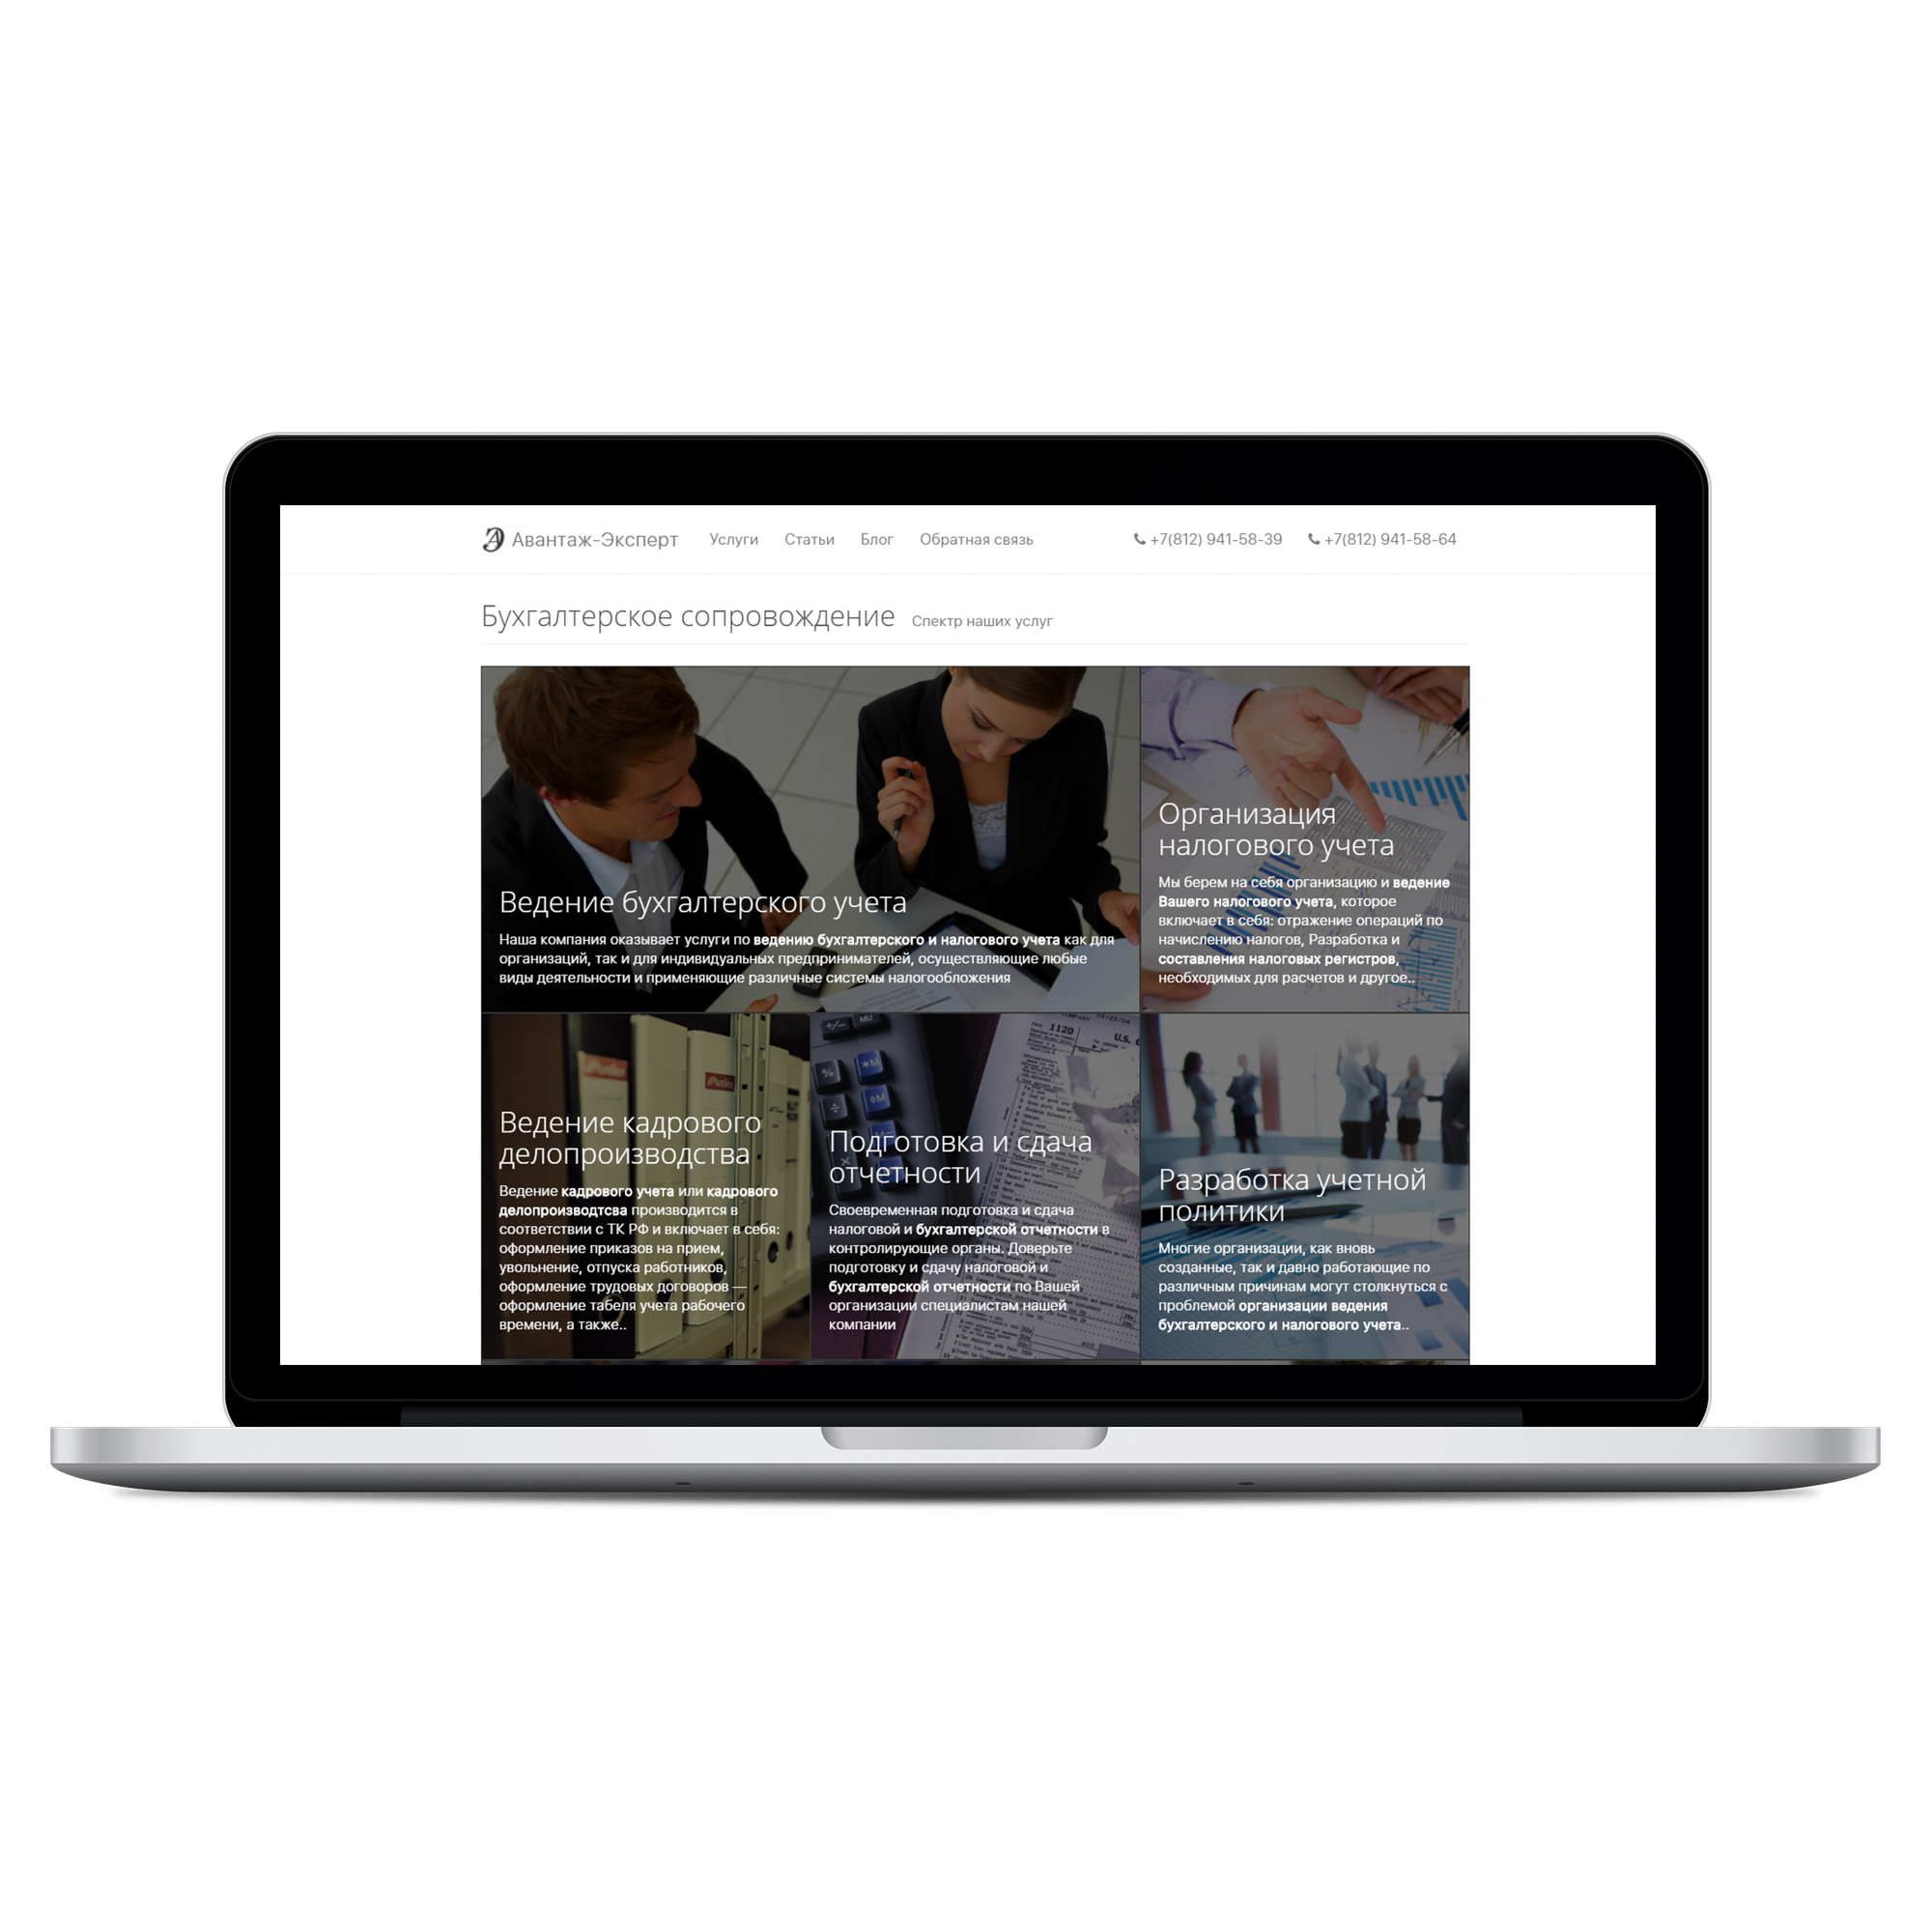 Авантаж-Эксперт Услуги Статьи Блог Обратная связь +7(812) 941-58-39 +7(812) 941-58-64
Бухгалтерское сопровождение Спектр наших услуг
Ведение бухгалтерского учета
Наша компания оказывает услуги по ведению бухгалтерского и налогового учета как для
организаций, так и для индивидуальных предпринимателей, осуществляющие любые
виды деятельности и применяющие различные системы налогообложения
Организация
налогового учета
Мы берем на себя организацию и ведение
Вашего налогового учета, которое
включает в себя: отражение операций по
начислению налогов, Разработка и
составления налоговых регистров,
необходимых для расчетов и другое..
Ведение кадрового
делопроизводства
Ведение кадрового учета или кадрового
делопроизводтсва производится в
соответствии с ТК РФ и включает в себя:
оформление приказов на прием,
увольнение, отпуска работников,
оформление трудовых договоров —
оформление табеля учета рабочего
времени, а также..
1120
Подготовка и сдача
отчетности
Своевременная подготовка и сдача
налоговой и бухгалтерской отчетности в
контролирующие органы. Доверьте
подготовку и сдачу налоговой и
бухгалтерской отчетности по Вашей
организации специалистам нашей
компании
Разработка учетной
политики
Многие организации, как вновь
созданные, так и давно работающие по
различным причинам могут столкнуться с
проблемой организации ведения
бухгалтерского и налогового учета..